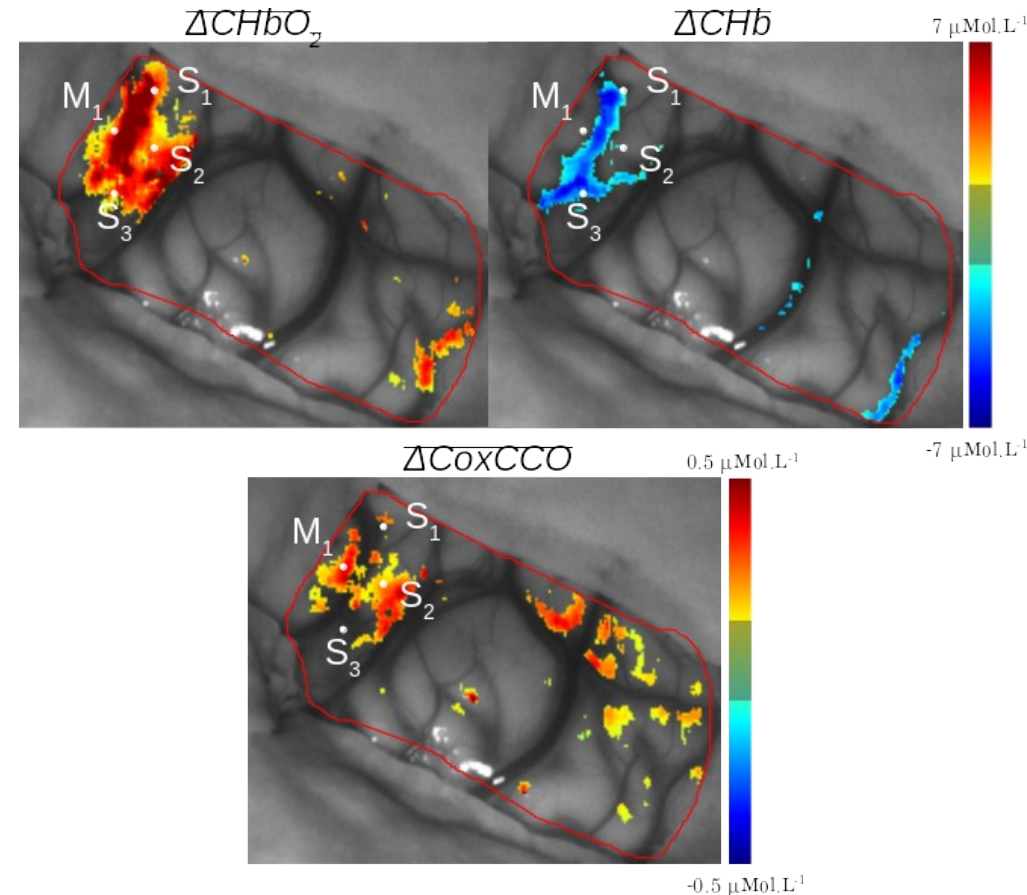 ΔCHbO₂
ΔCHb
7 µMol.L⁻¹
M₁
S₁
S₂
S₃
M₁
S₁
S₂
S₃
-7 µMol.L⁻¹
ΔCoxCCO
0.5 µMol.L⁻¹
M₁
S₁
S₂
S₃
-0.5 µMol.L⁻¹